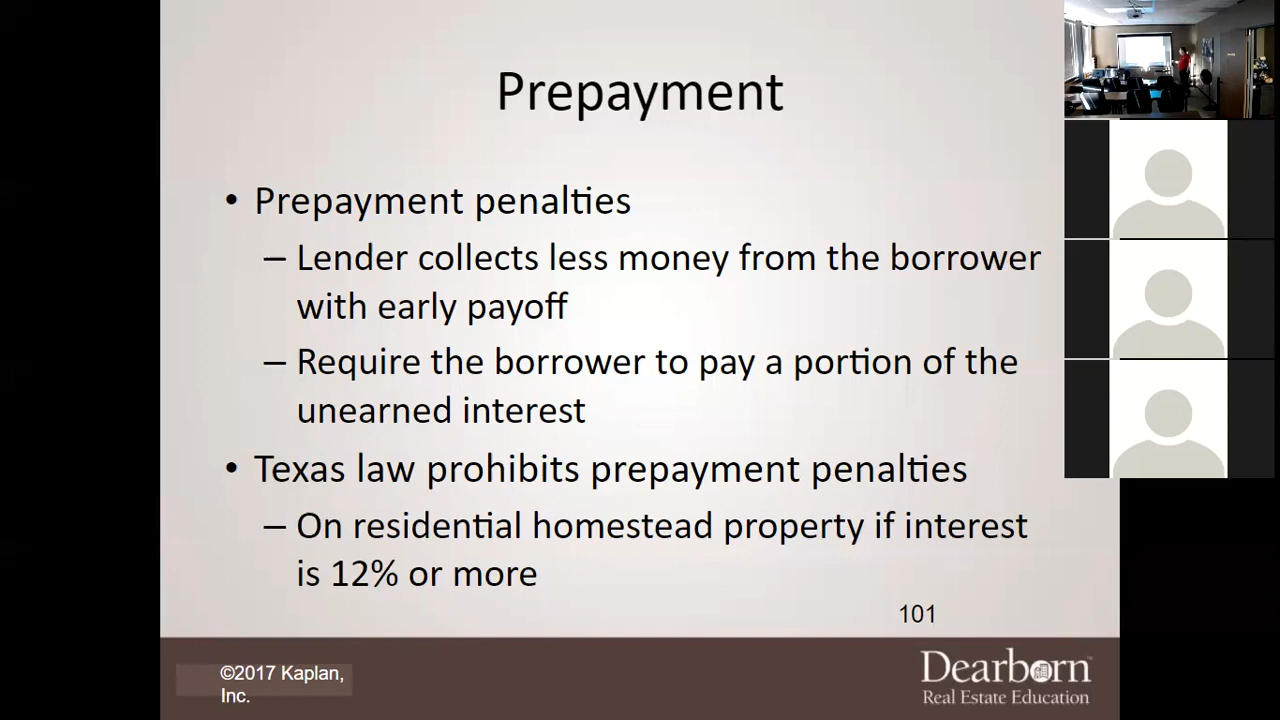 Prepayment
• Prepayment penalties
– Lender collects less money from the borrower
with early payoff
– Require the borrower to pay a portion of the
unearned interest
• Texas law prohibits prepayment penalties
– On residential homestead property if interest
is 12% or more
101
©2017 Kaplan,
Inc.
Dearborn™
Real Estate Education